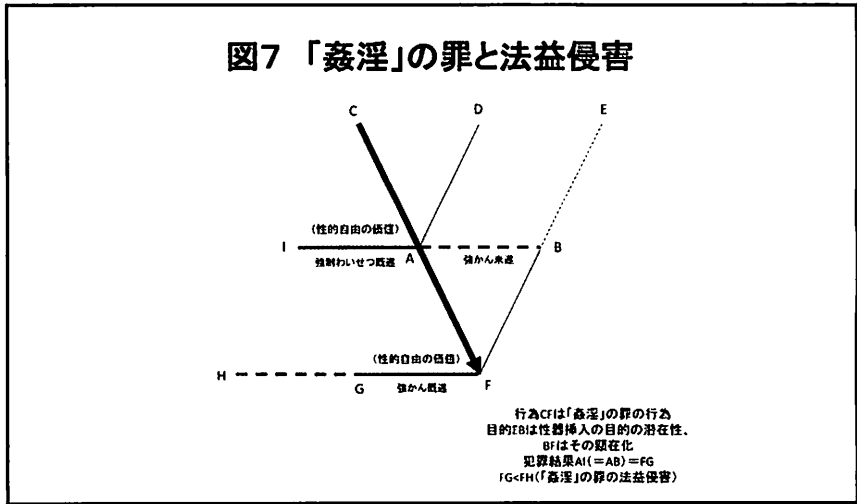 図7 「姦淫」の罪と法益侵害
C
D
E
(性的自由の価値)
I
A
B
強制わいせつ既遂
強かん未遂
(性的自由の価値)
H
G
F
強かん既遂
行為CFは「姦淫」の罪の行為
目的EBは性器挿入の目的の潜在性、
BFはその顕在化
犯罪結果AI(=AB)=FG
FG<FH(「姦淫」の罪の法益侵害)